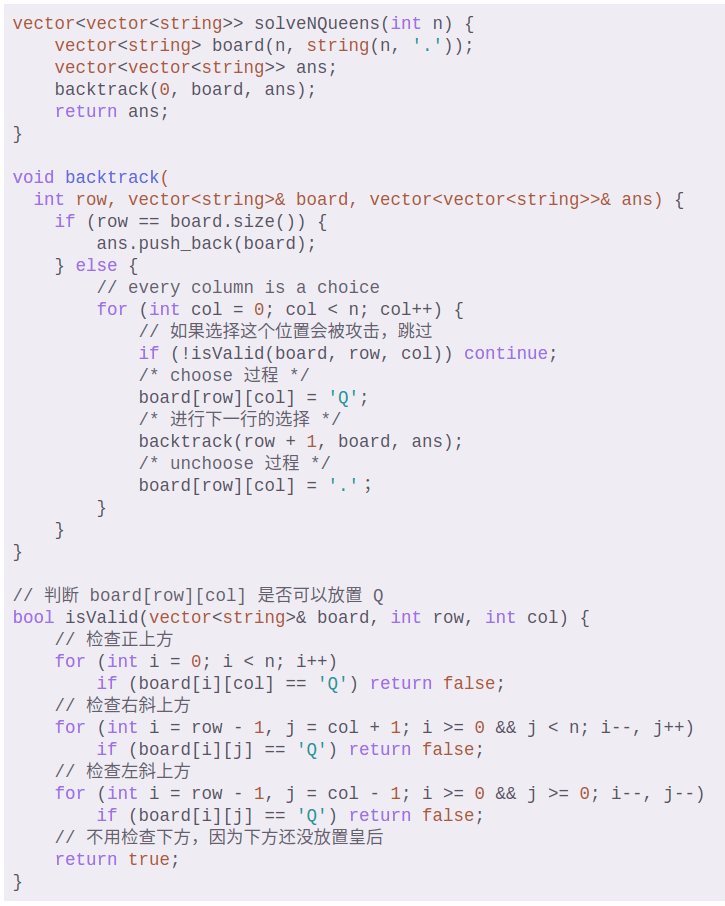 vector<vector<string>> solveNQueens(int n) {
    vector<string> board(n, string(n, '.'));
    vector<vector<string>> ans;
    backtrack(0, board, ans);
    return ans;
}

void backtrack(
  int row, vector<string>& board, vector<vector<string>>& ans) {
    if (row == board.size()) {
        ans.push_back(board);
    } else {
        // every column is a choice
        for (int col = 0; col < n; col++) {
            // 如果选择这个位置会被攻击，跳过
            if (!isValid(board, row, col)) continue;
            /* choose 过程 */
            board[row][col] = 'Q';
            /* 进行下一行的选择 */
            backtrack(row + 1, board, ans);
            /* unchoose 过程 */
            board[row][col] = '.'；
        }
    }
}

// 判断 board[row][col] 是否可以放置 Q
bool isValid(vector<string>& board, int row, int col) {
    // 检查正上方
    for (int i = 0; i < n; i++)
        if (board[i][col] == 'Q') return false;
    // 检查右斜上方
    for (int i = row - 1, j = col + 1; i >= 0 && j < n; i--, j++)
        if (board[i][j] == 'Q') return false;
    // 检查左斜上方
    for (int i = row - 1, j = col - 1; i >= 0 && j >= 0; i--, j--)
        if (board[i][j] == 'Q') return false;
    // 不用检查下方，因为下方还没放置皇后
    return true;
}